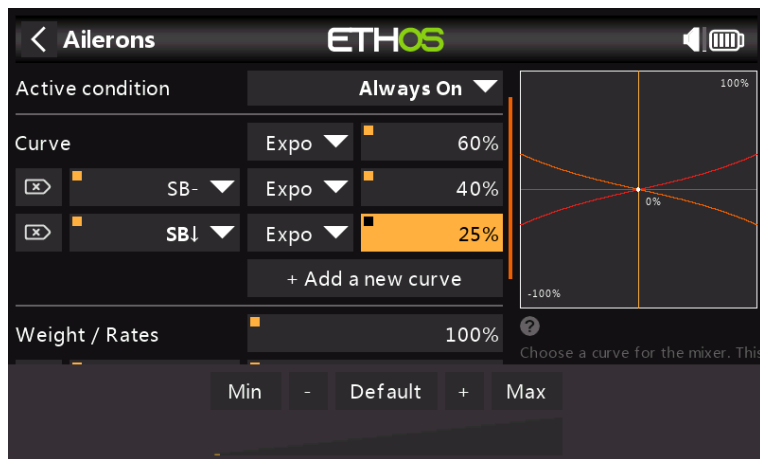 Ailerons
ETHOS
Active condition Always On
100%
Curve Expo 60%
SB- Expo 40%
0%
SB↓ Expo 25%
+ Add a new curve
-100%
Weight / Rates 100%
?
Choose a curve for the mixer. This
Min - Default + Max